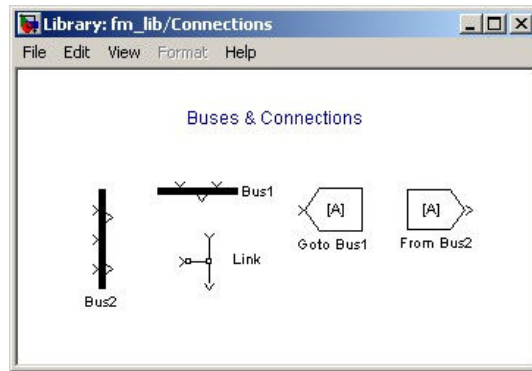 Library: fm_lib/Connections
File Edit View Format Help
Buses & Connections
Bus1
[A]
[A]
Goto Bus1
From Bus2
Link
Bus2